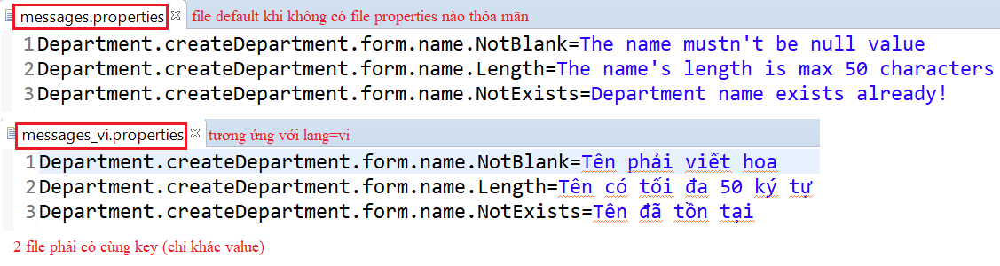 messages.properties file default khi không có file properties nào thỏa mãn
1Department.createDepartment.form.name.NotBlank=The name mustn't be null value
2Department.createDepartment.form.name.Length=The name's length is max 50 characters
3Department.createDepartment.form.name.NotExists=Department name exists already!
messages_vi.properties tương ứng với lang=vi
1Department.createDepartment.form.name.NotBlank=Tên phải viết hoa
2Department.createDepartment.form.name.Length=Tên có tối đa 50 ký tự
3Department.createDepartment.form.name.NotExists=Tên đã tồn tại
2 file phải có cùng key (chỉ khác value)